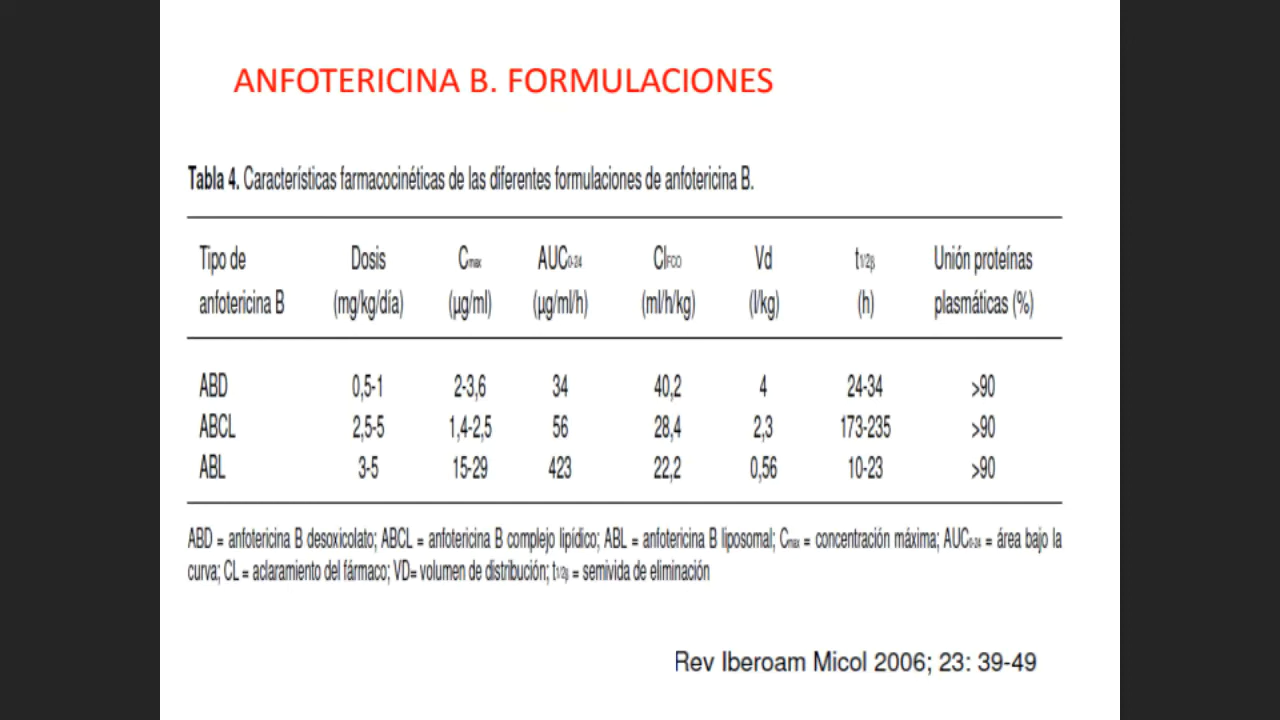 ANFOTERICINA B. FORMULACIONES
Tabla 4. Características farmacocinéticas de las diferentes formulaciones de anfotericina B.
Tipo de Dosis Cmax AUC0-24 ClFCO Vd t1/2β Unión proteínas
anfotericina B (mg/kg/día) (µg/ml) (µg/ml/h) (ml/h/kg) (l/kg) (h) plasmáticas (%)
ABD 0,5-1 2-3,6 34 40,2 4 24-34 >90
ABCL 2,5-5 1,4-2,5 56 28,4 2,3 173-235 >90
ABL 3-5 15-29 423 22,2 0,56 10-23 >90
ABD = anfotericina B desoxicolato; ABCL = anfotericina B complejo lipídico; ABL = anfotericina B liposomal; Cmax = concentración máxima; AUC0-24 = área bajo la
curva; CL = aclaramiento del fármaco; VD= volumen de distribución; t1/2β = semivida de eliminación
Rev Iberoam Micol 2006; 23: 39-49